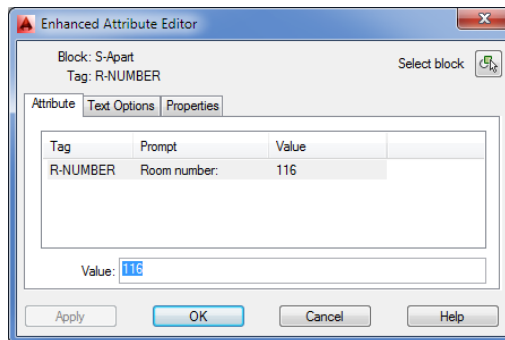 Enhanced Attribute Editor
Block: S-Apart
Tag: R-NUMBER
Select block
Attribute Text Options Properties
Tag Prompt Value
R-NUMBER Room number: 116
Value: 116
Apply OK Cancel Help